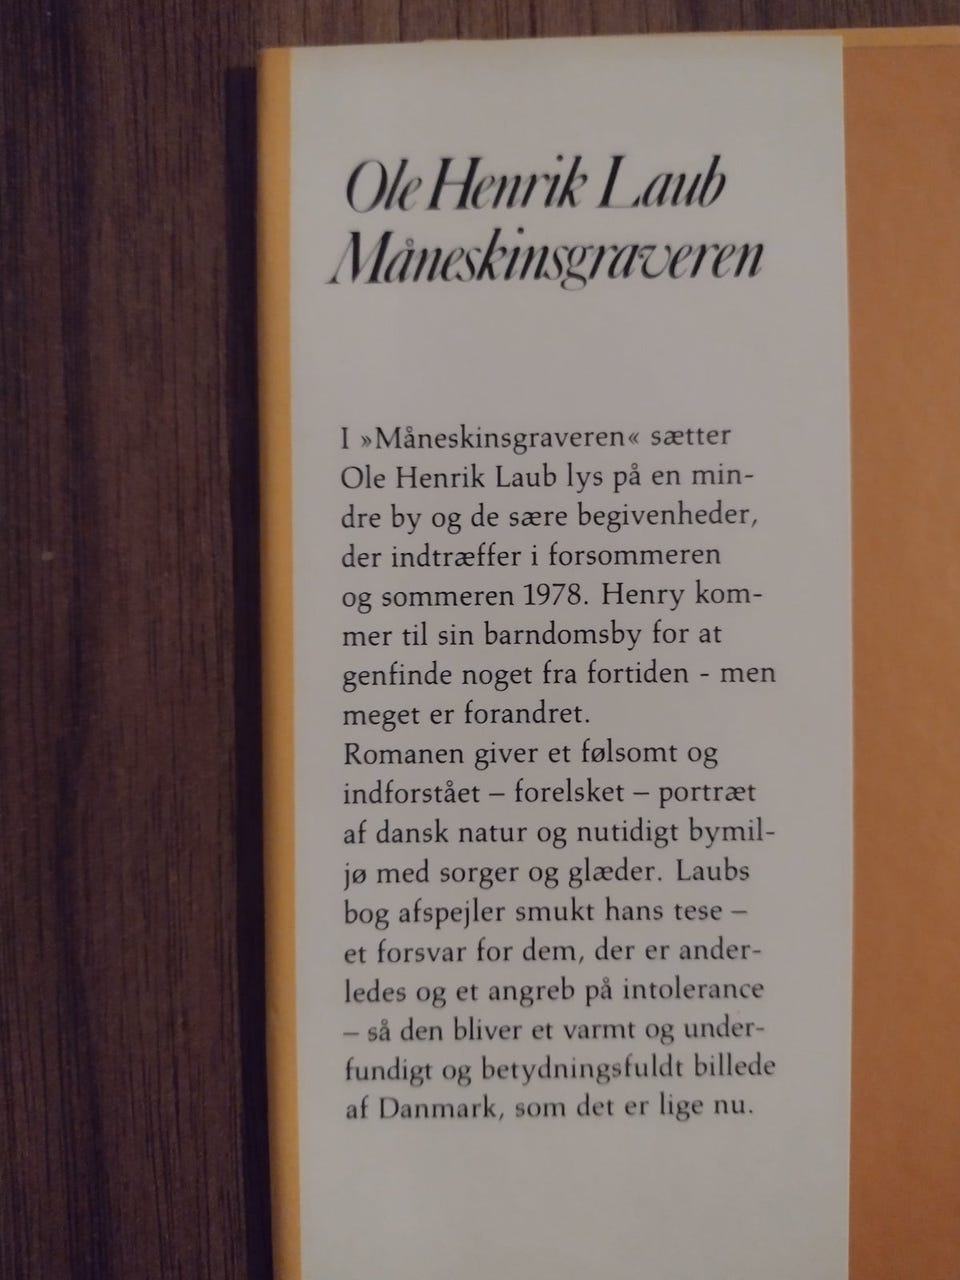 Ole Henrik Laub
Måneskinsgraveren
I »Måneskinsgraveren« sætter
Ole Henrik Laub lys på en min-
dre by og de sære begivenheder,
der indtræffer i forsommeren
og sommeren 1978. Henry kom-
mer til sin barndomsby for at
genfinde noget fra fortiden - men
meget er forandret.
Romanen giver et følsomt og
indforstået – forelsket – portræt
af dansk natur og nutidigt bymil-
jø med sorger og glæder. Laubs
bog afspejler smukt hans tese –
et forsvar for dem, der er ander-
ledes og et angreb på intolerance
– så den bliver et varmt og under-
fundigt og betydningsfuldt billede
af Danmark, som det er lige nu.